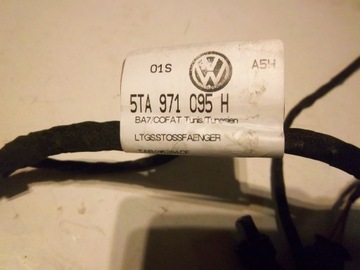 01S
A5H
5TA 971 095 H
BA7/COFAT Tunis/Tunesien
LTGSSTOSSFAENGER